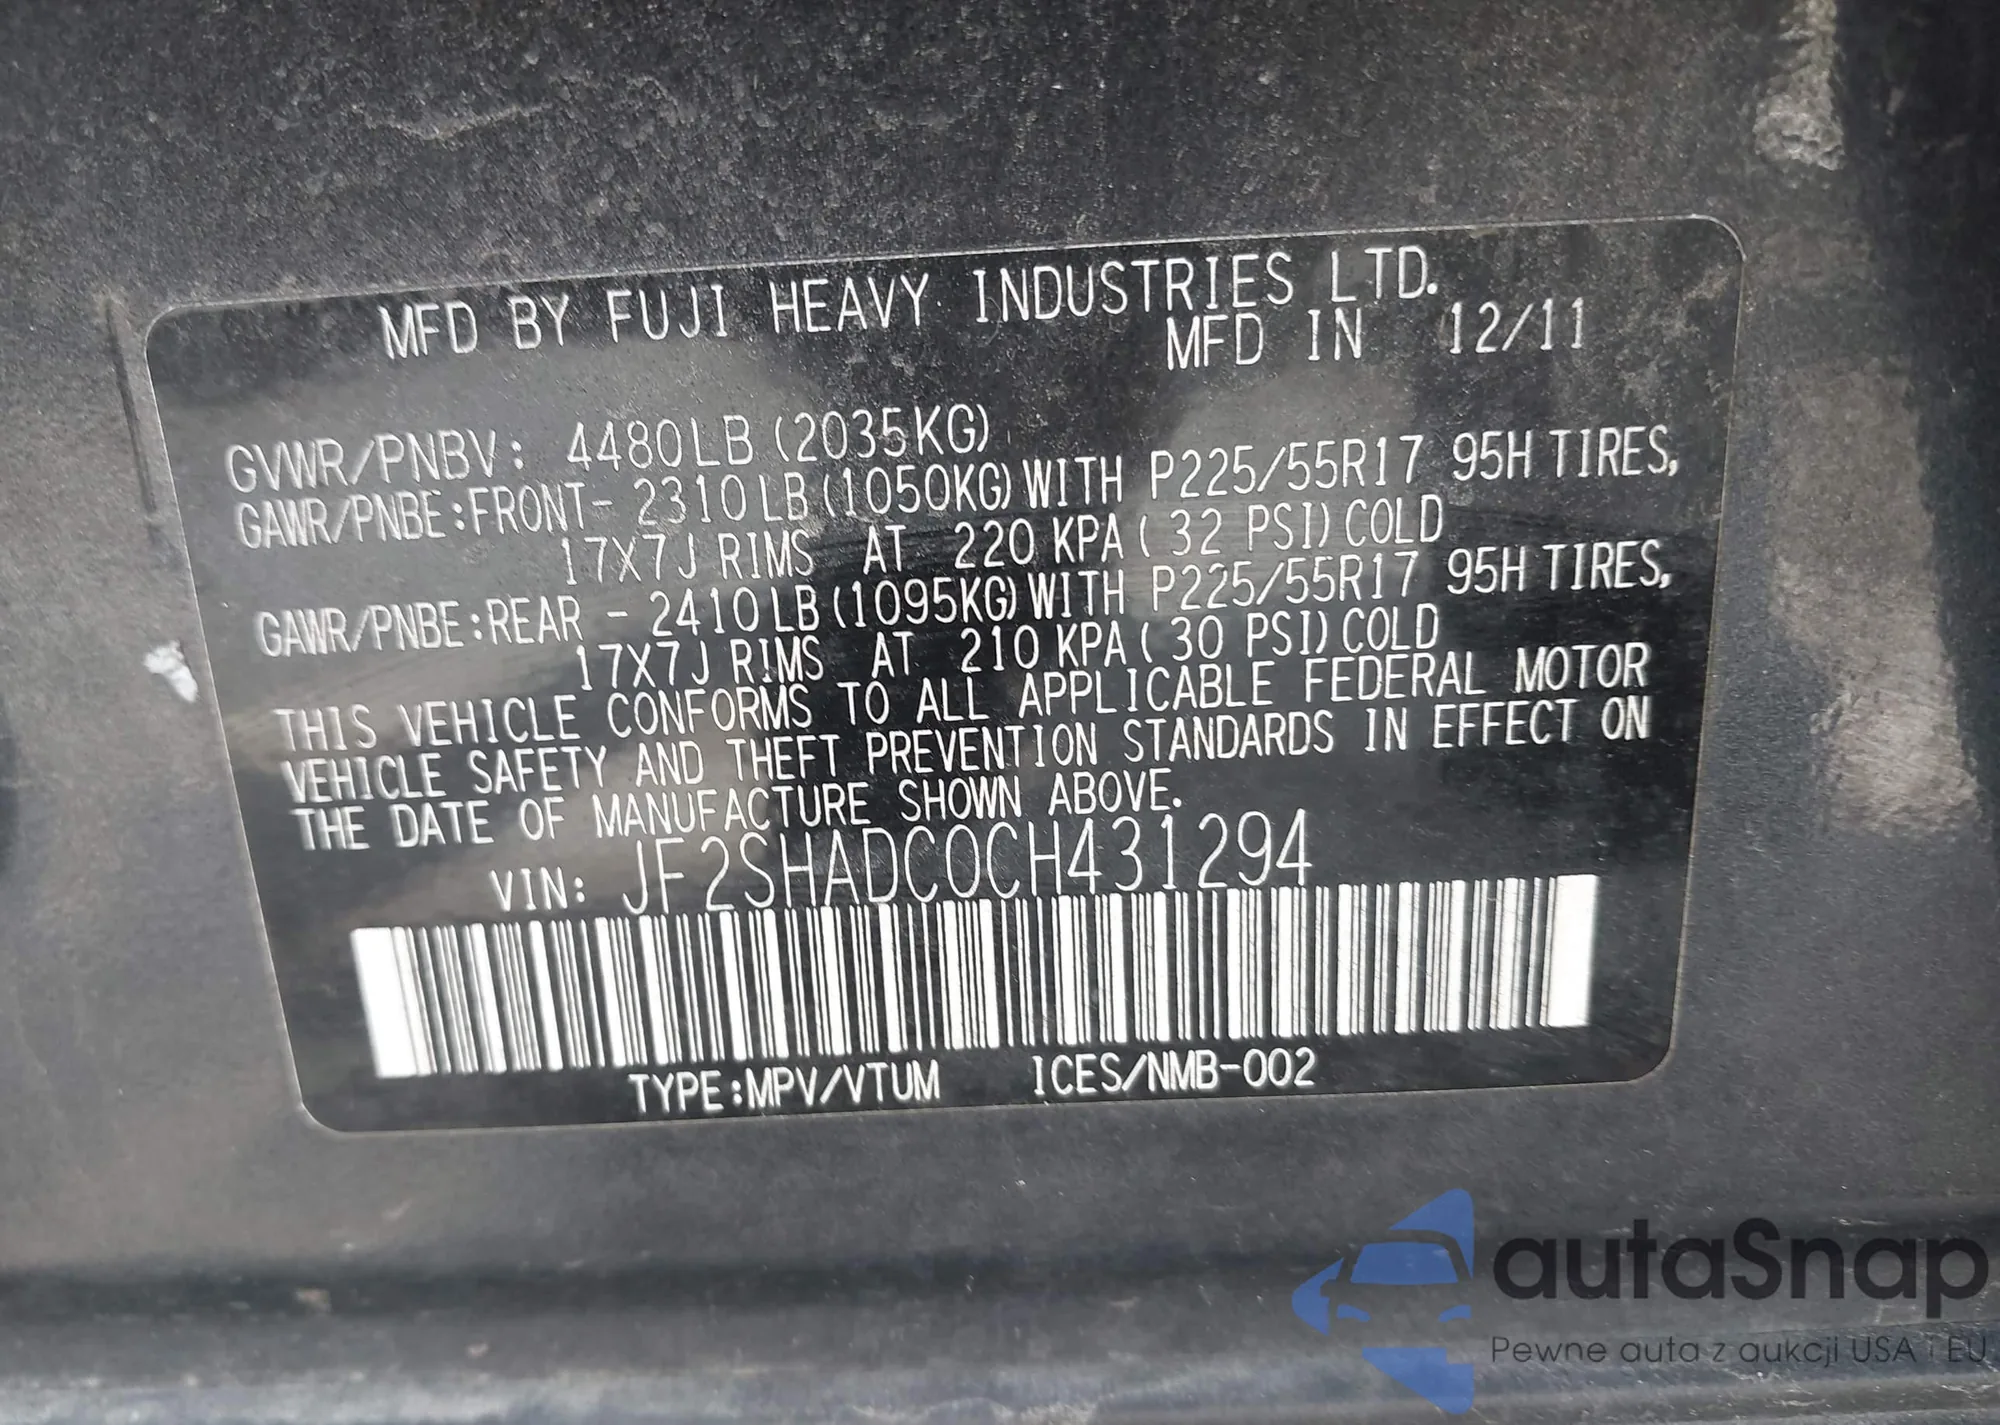 MFD BY FUJI HEAVY INDUSTRIES LTD.
MFD IN 12/11
GVWR/PNBV: 4480LB (2035KG)
GAWR/PNBE:FRONT- 2310LB(1050KG)WITH P225/55R17 95H TIRES,
17X7J RIMS AT 220 KPA( 32 PSI)COLD
GAWR/PNBE:REAR - 2410LB(1095KG)WITH P225/55R17 95H TIRES,
17X7J RIMS AT 210 KPA( 30 PSI)COLD
THIS VEHICLE CONFORMS TO ALL APPLICABLE FEDERAL MOTOR
VEHICLE SAFETY AND THEFT PREVENTION STANDARDS IN EFFECT ON
THE DATE OF MANUFACTURE SHOWN ABOVE.
VIN: JF2SHADC0CH431294
TYPE:MPV/VTUM ICES/NMB-002
autaSnap
Pewne auta z aukcji USA i EU